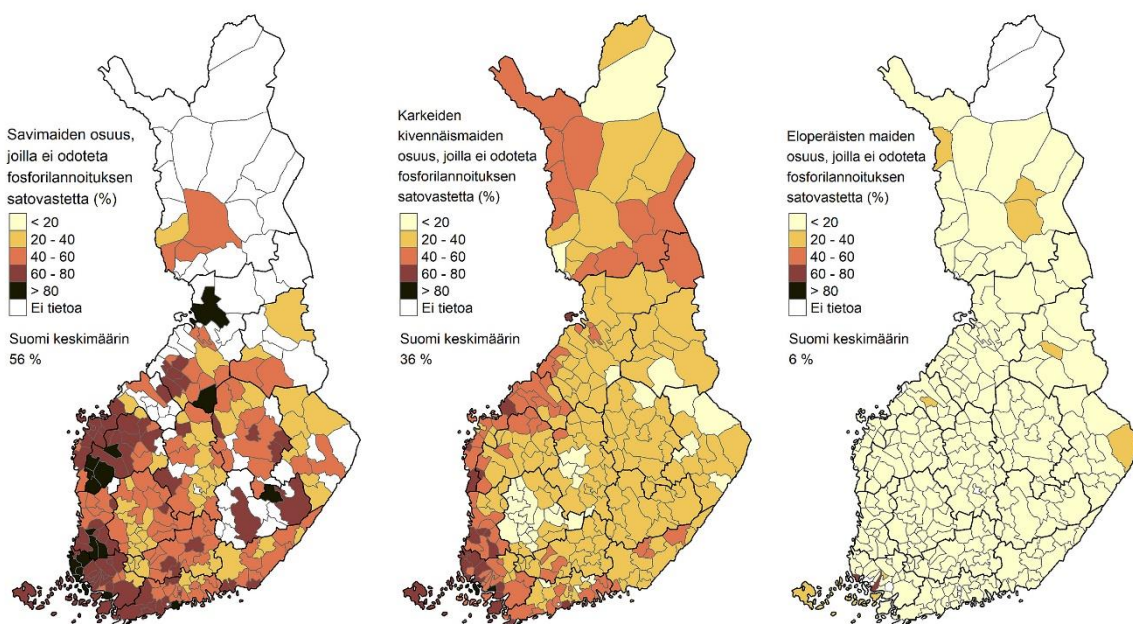 Savimaiden osuus,
joilla ei odoteta
fosforilannoituksen
satovastetta (%)
< 20
20 - 40
40 - 60
60 - 80
> 80
Ei tietoa
Suomi keskimäärin
56 %
Karkeiden
kivennäismaiden
osuus, joilla ei odoteta
fosforilannoituksen
satovastetta (%)
< 20
20 - 40
40 - 60
60 - 80
> 80
Ei tietoa
Suomi keskimäärin
36 %
Eloperäisten maiden
osuus, joilla ei odoteta
fosforilannoituksen
satovastetta (%)
< 20
20 - 40
40 - 60
60 - 80
> 80
Ei tietoa
Suomi keskimäärin
6 %